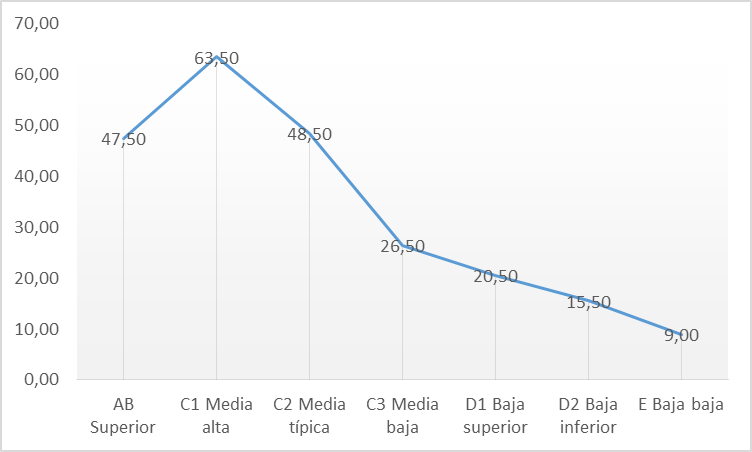 70,00
60,00
50,00
40,00
30,00
20,00
10,00
0,00
47,50
63,50
48,50
26,50
20,50
15,50
9,00
AB
Superior
C1 Media
alta
C2 Media
típica
C3 Media
baja
D1 Baja
superior
D2 Baja
inferior
E Baja baja